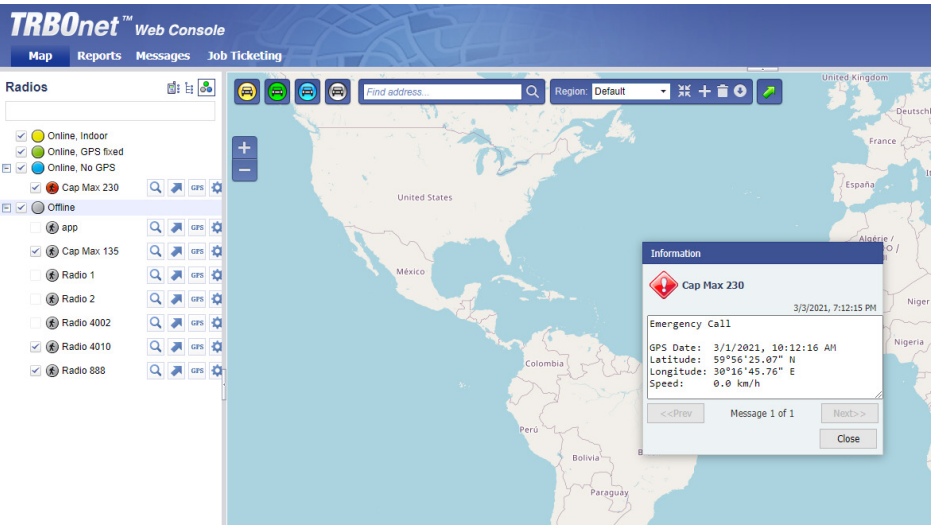 TRBOnet™ Web Console
Map Reports Messages Job Ticketing
Radios
Online, Indoor
Online, GPS fixed
Online, No GPS
Cap Max 230 GPS
Offline
app GPS
Cap Max 135 GPS
Radio 1 GPS
Radio 2 GPS
Radio 4002 GPS
Radio 4010 GPS
Radio 888 GPS
Find address...
Region: Default
United Kingdom
Deutschl
France
España
It
Algérie /
United States
México
Niger
Nigeria
Colombia
Perú
Bolivia
B
Paraguay
Information
Cap Max 230
3/3/2021, 7:12:15 PM
Emergency Call
GPS Date: 3/1/2021, 10:12:16 AM
Latitude: 59°56'25.07" N
Longitude: 30°16'45.76" E
Speed: 0.0 km/h
<<Prev Message 1 of 1 Next>>
Close